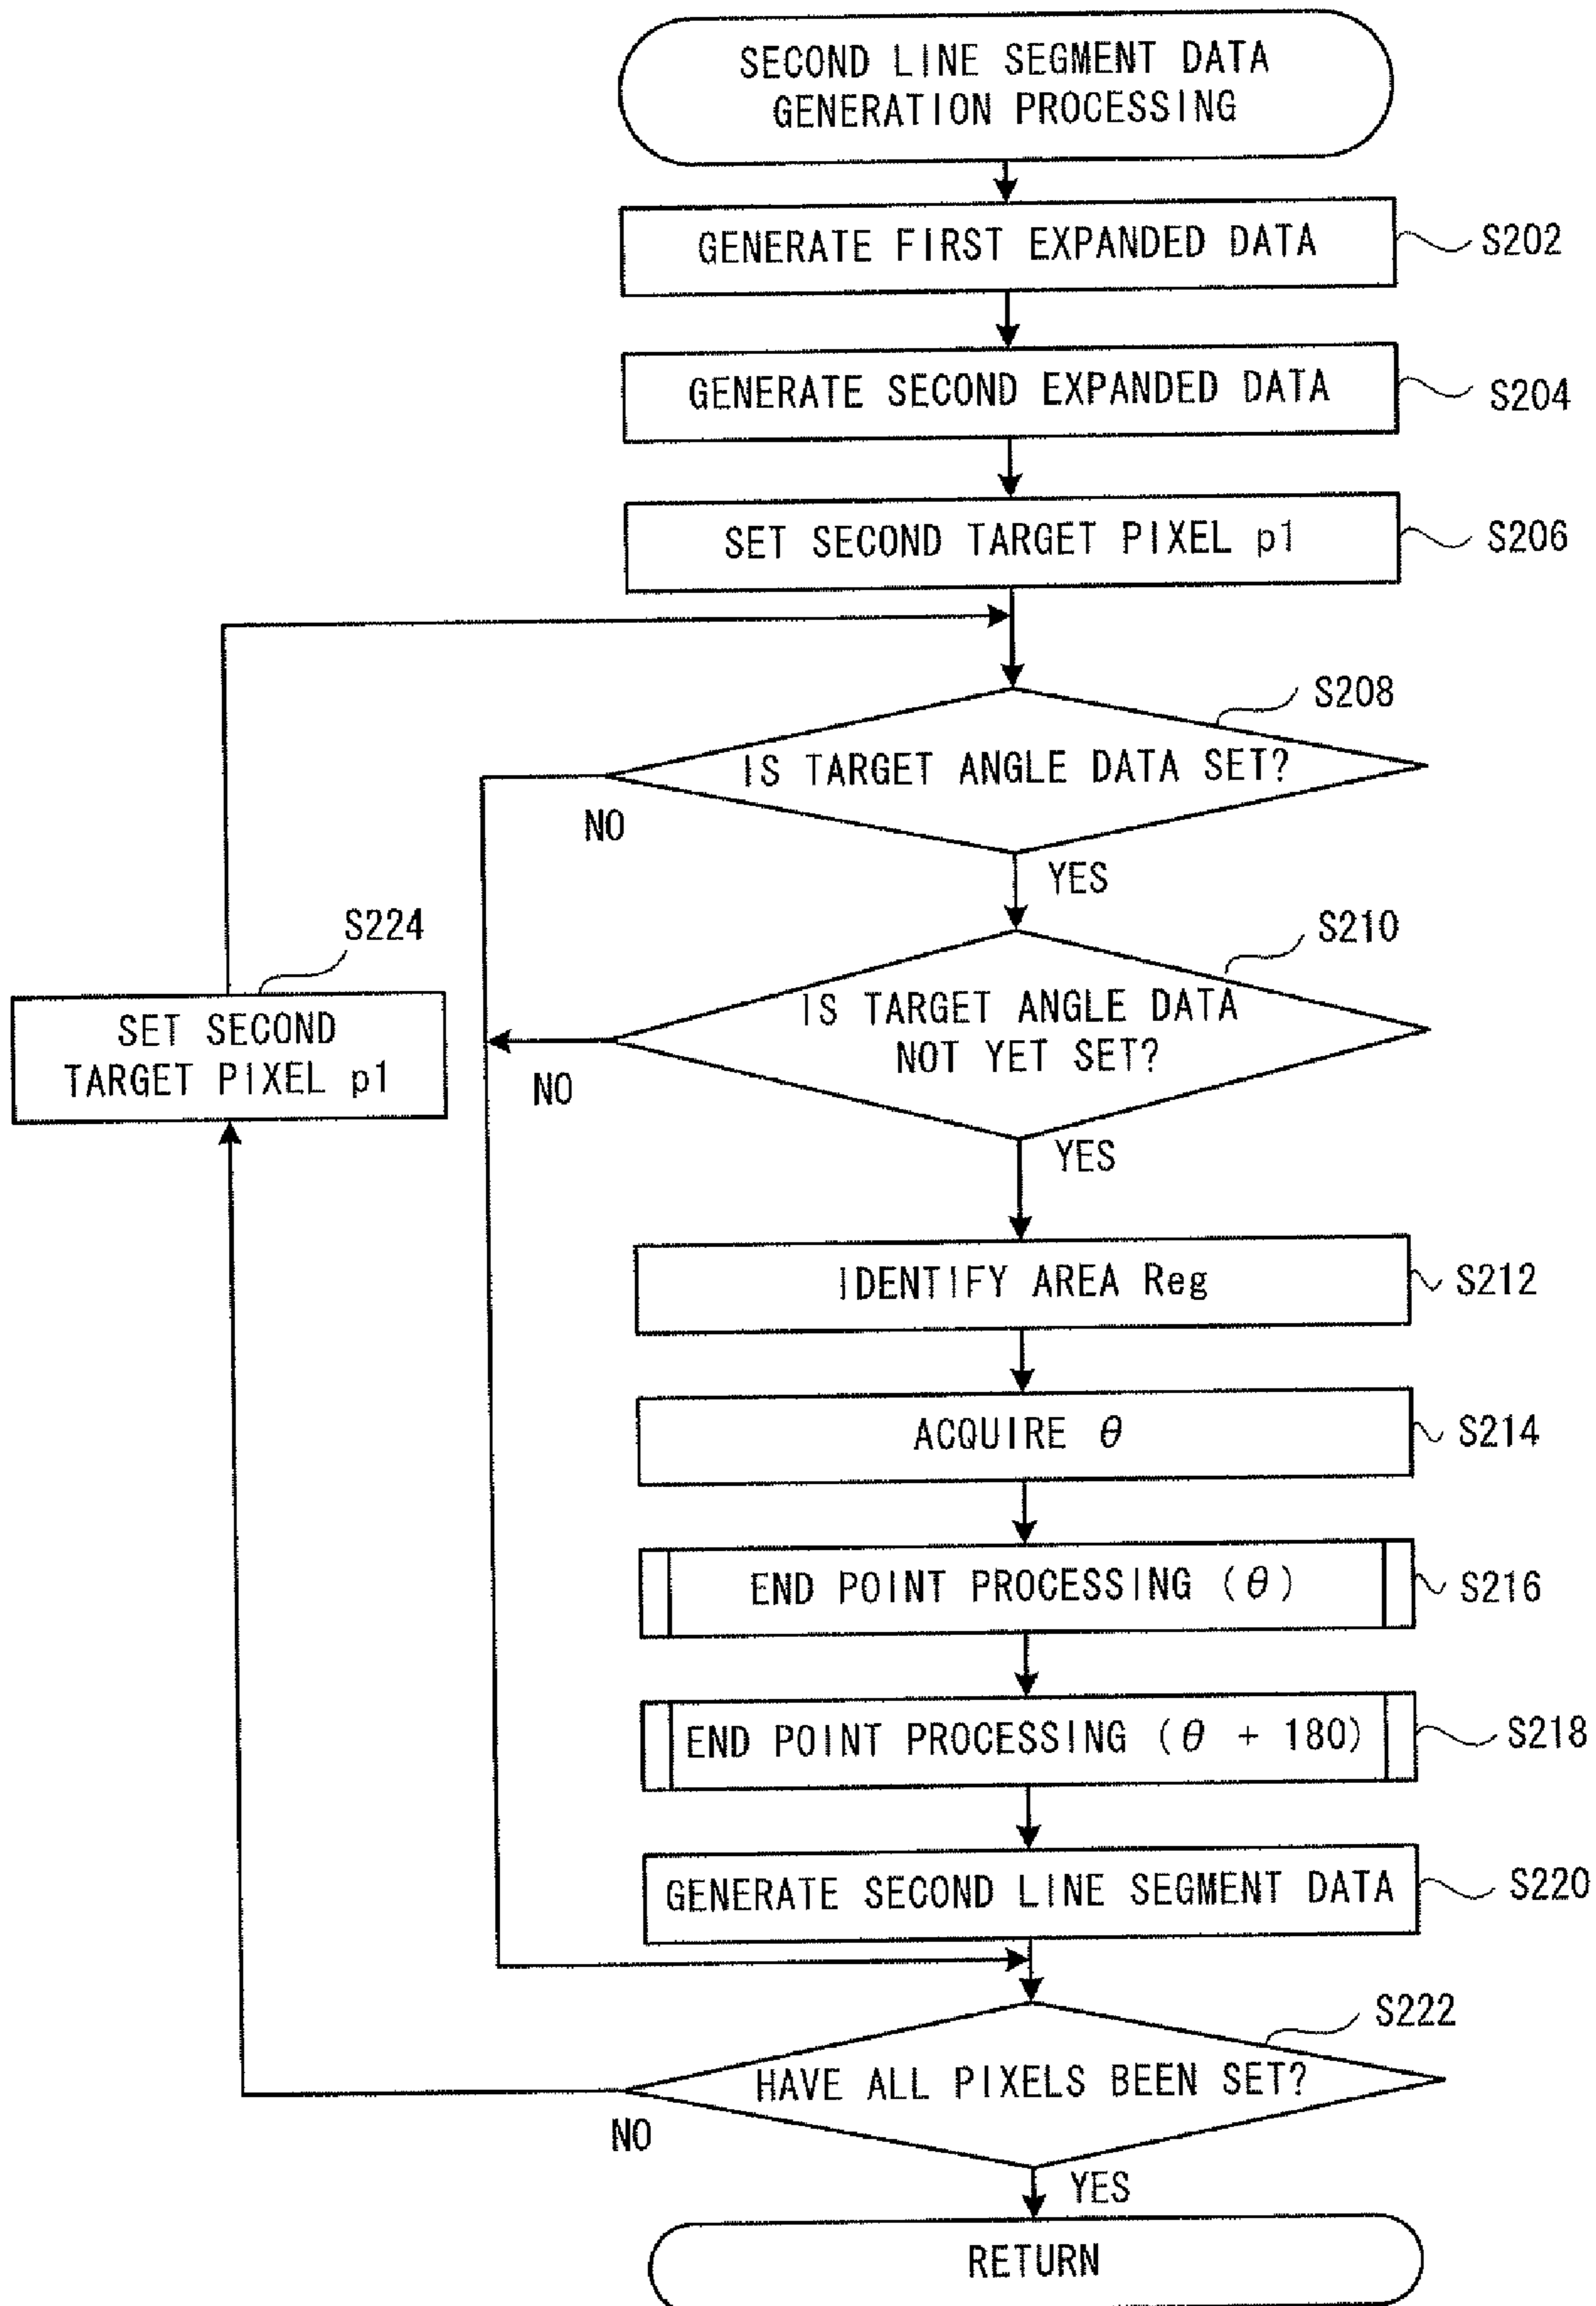 SECOND LINE SEGMENT DATA
GENERATION PROCESSING
GENERATE FIRST EXPANDED DATA
S202
GENERATE SECOND EXPANDED DATA
S204
SET SECOND TARGET PIXEL p1
S206
S208
IS TARGET ANGLE DATA SET?
NO
YES
S224
S210
SET SECOND
TARGET PIXEL p1
IS TARGET ANGLE DATA
NOT YET SET?
NO
YES
IDENTIFY AREA Reg
S212
ACQUIRE θ
S214
END POINT PROCESSING (θ)
S216
END POINT PROCESSING (θ + 180)
S218
GENERATE SECOND LINE SEGMENT DATA
S220
S222
HAVE ALL PIXELS BEEN SET?
NO
YES
RETURN